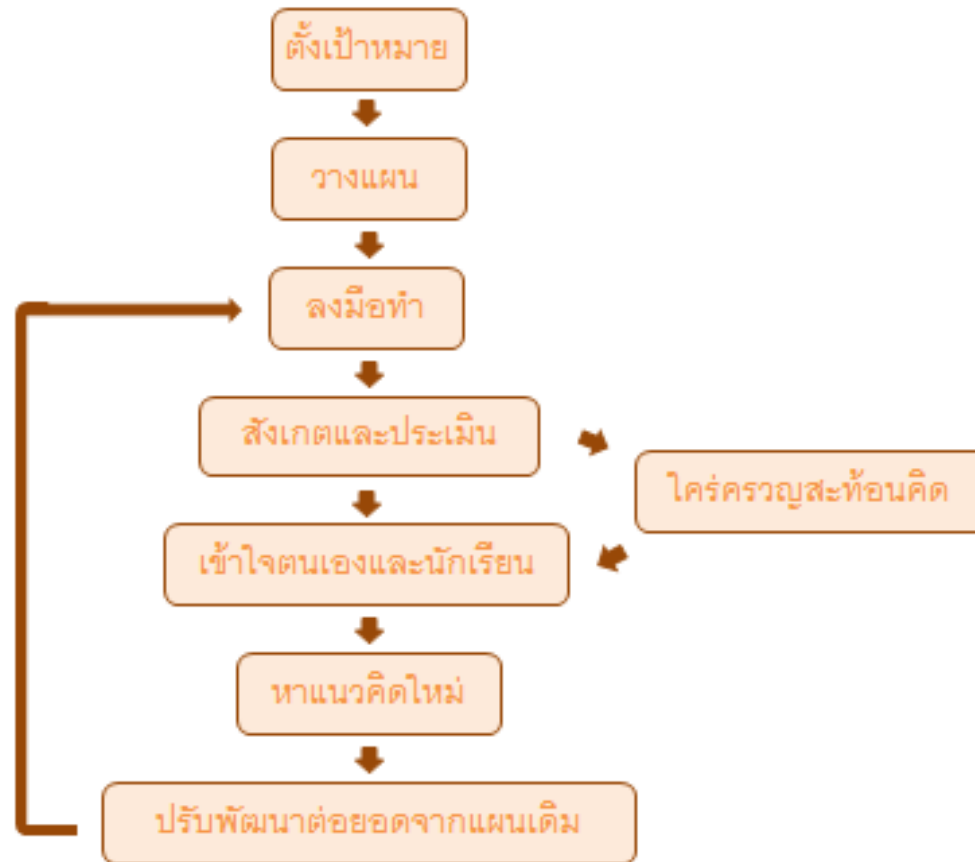 ตั้งเป้าหมาย
วางแผน
ลงมือทำ
สังเกตและประเมิน
ใคร่ครวญสะท้อนคิด
เข้าใจตนเองและนักเรียน
หาแนวคิดใหม่
ปรับพัฒนาต่อยอดจากแผนเดิม